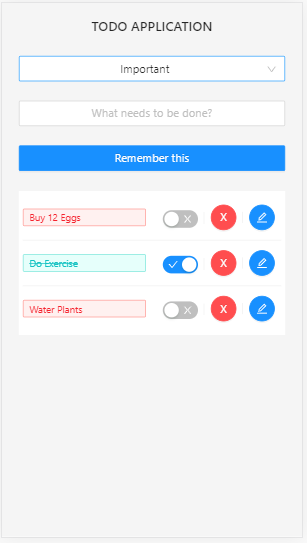 TODO APPLICATION
Important
What needs to be done?
Remember this
Buy 12 Eggs X
Do Exercise X
Water Plants X